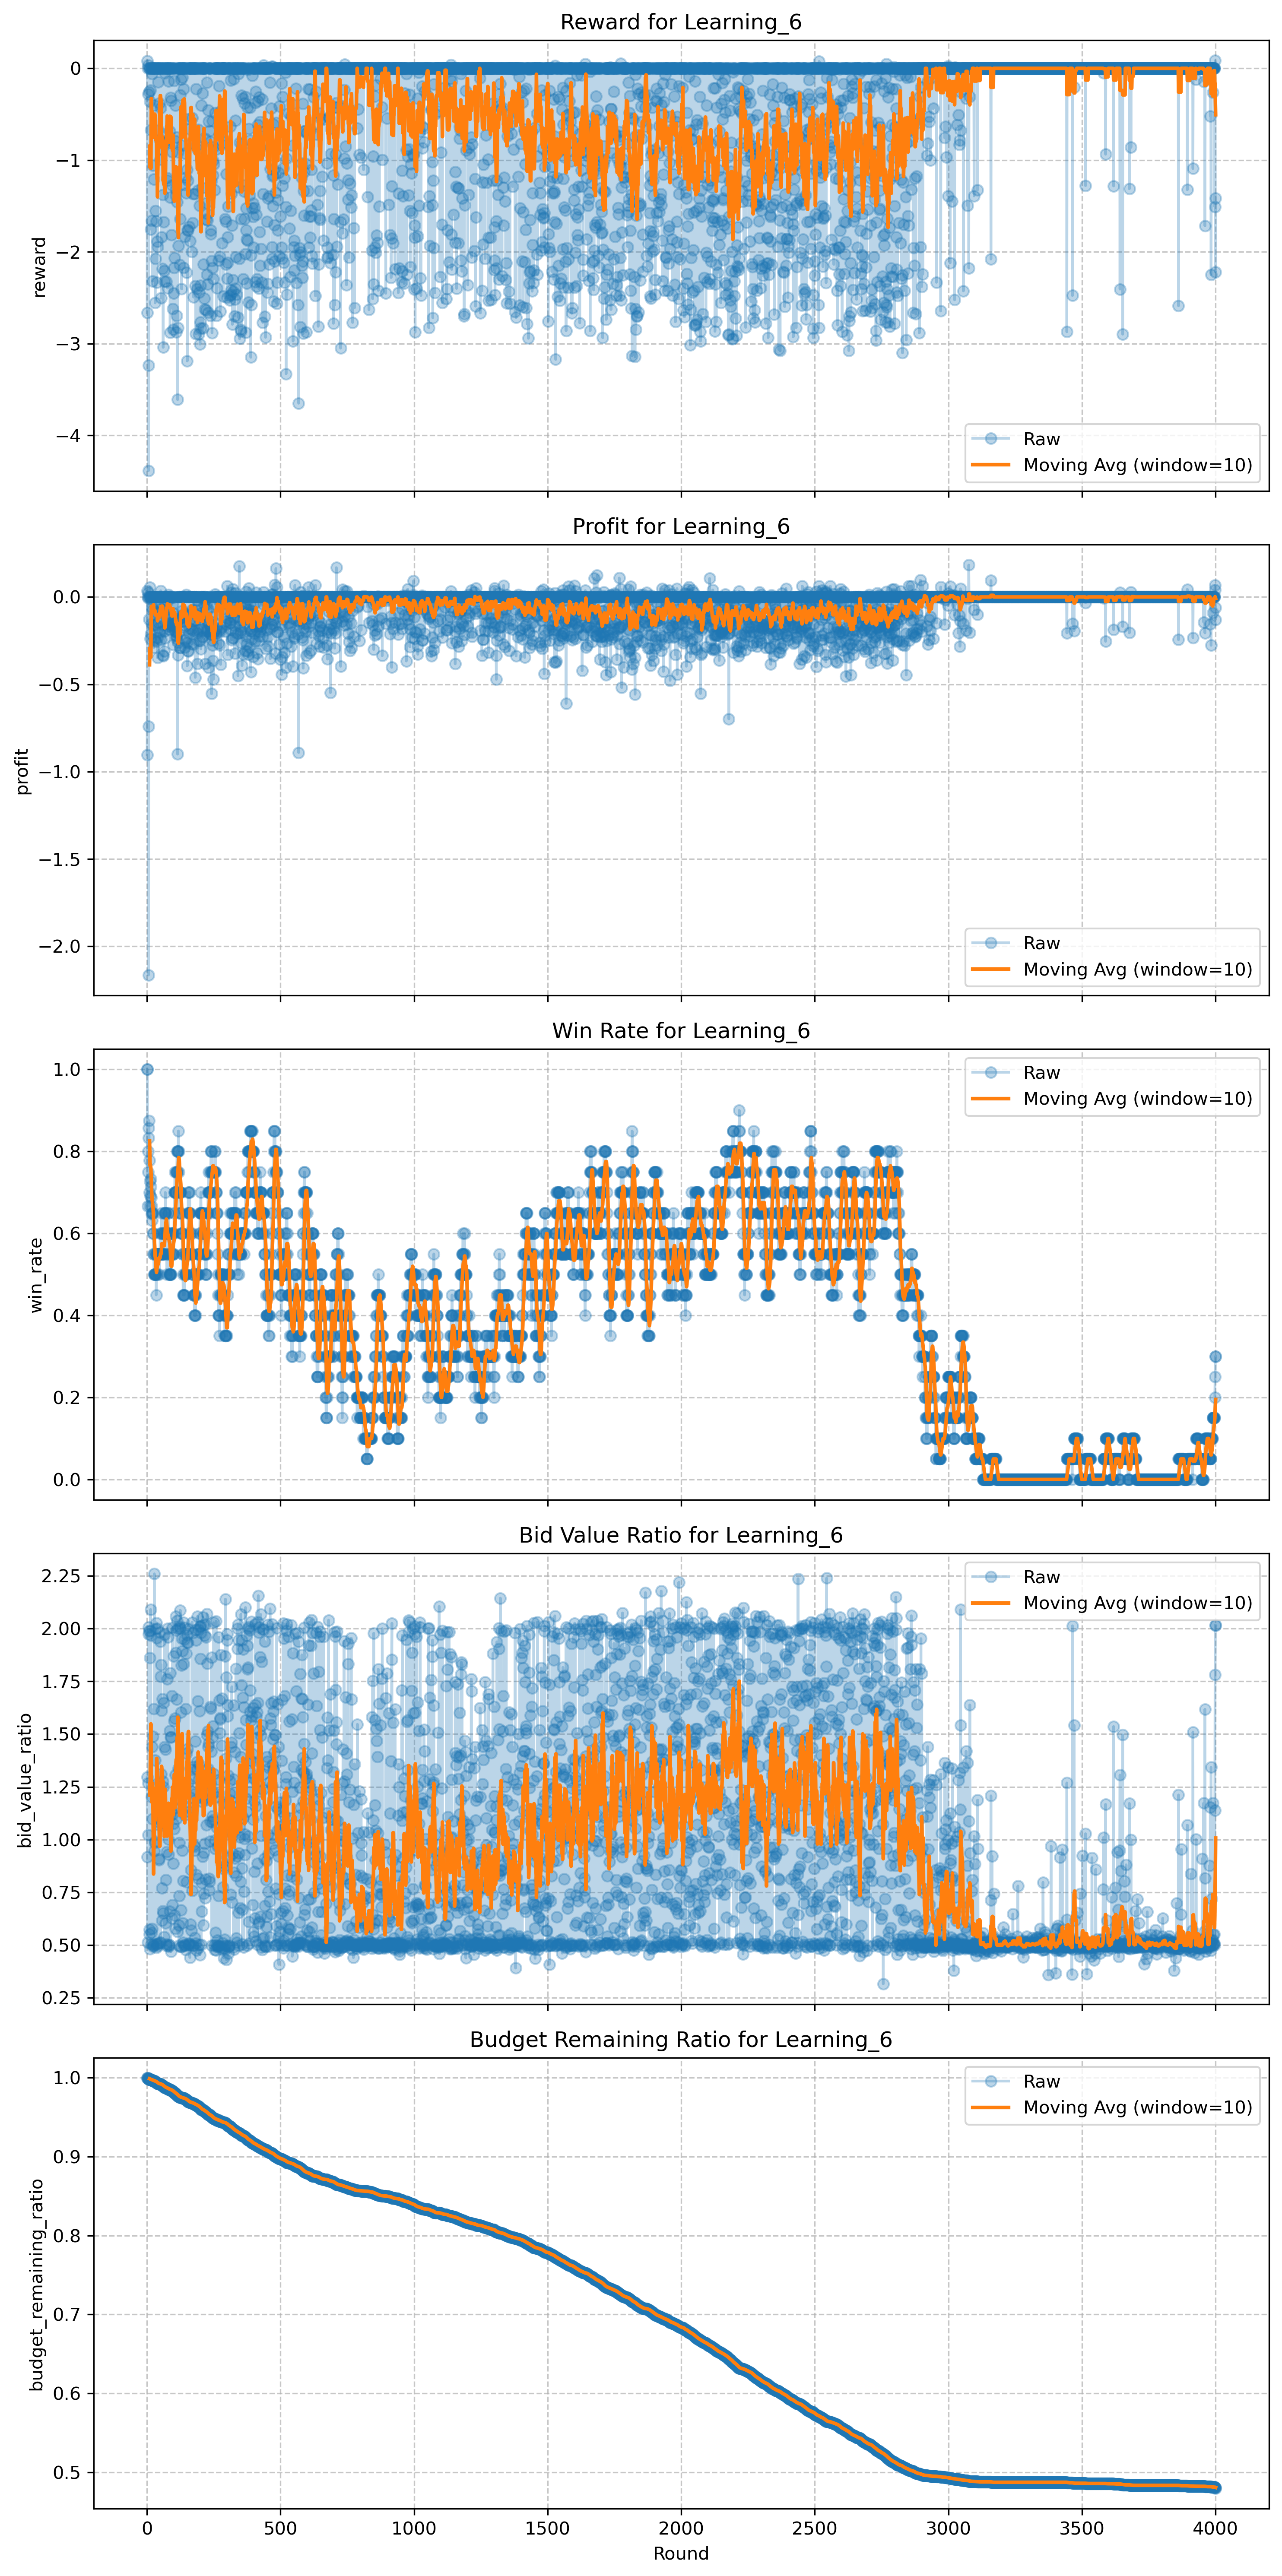 Reward for Learning_6
0
−1
−2
−3
−4
reward
Raw
Moving Avg (window=10)
Profit for Learning_6
0.0
−0.5
−1.0
−1.5
−2.0
profit
Raw
Moving Avg (window=10)
Win Rate for Learning_6
1.0
0.8
0.6
0.4
0.2
0.0
win_rate
Raw
Moving Avg (window=10)
Bid Value Ratio for Learning_6
2.25
2.00
1.75
1.50
1.25
1.00
0.75
0.50
0.25
bid_value_ratio
Raw
Moving Avg (window=10)
Budget Remaining Ratio for Learning_6
1.0
0.9
0.8
0.7
0.6
0.5
budget_remaining_ratio
Raw
Moving Avg (window=10)
0 500 1000 1500 2000 2500 3000 3500 4000
Round